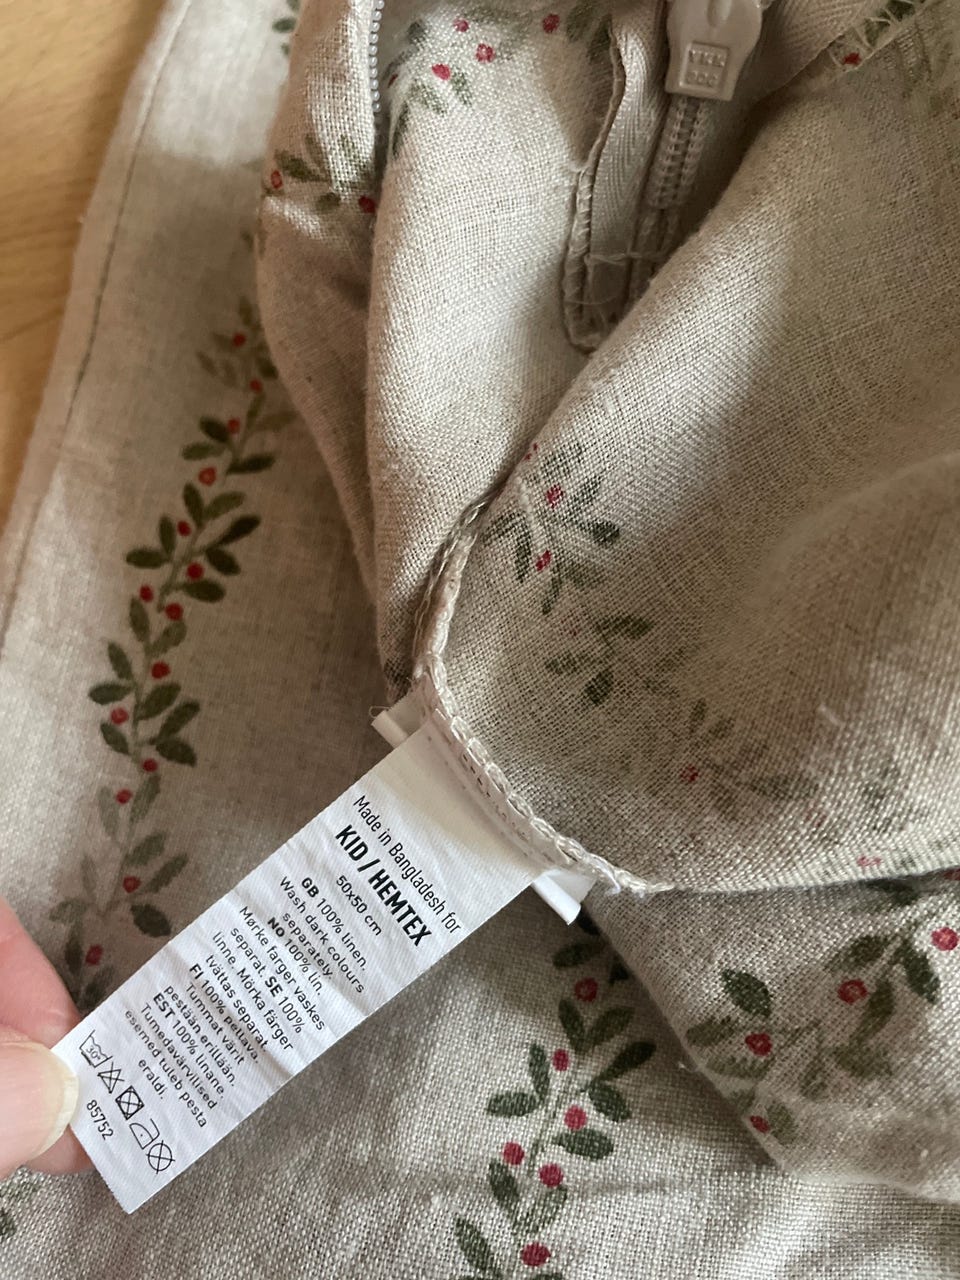 YKK
Made in Bangladesh for
KID / HEMTEX
50x50 cm
GB 100% linen.
Wash dark colours
separately.
NO 100% lin.
Mørke farger vaskes
separat. SE 100%
linne. Mörka färger
tvättas separat.
FI 100% pellava.
Tummat värit
pestään erillään.
EST 100% linane.
Tumedavärvilised
esemed tuleb pesta
eraldi.
30°
85752